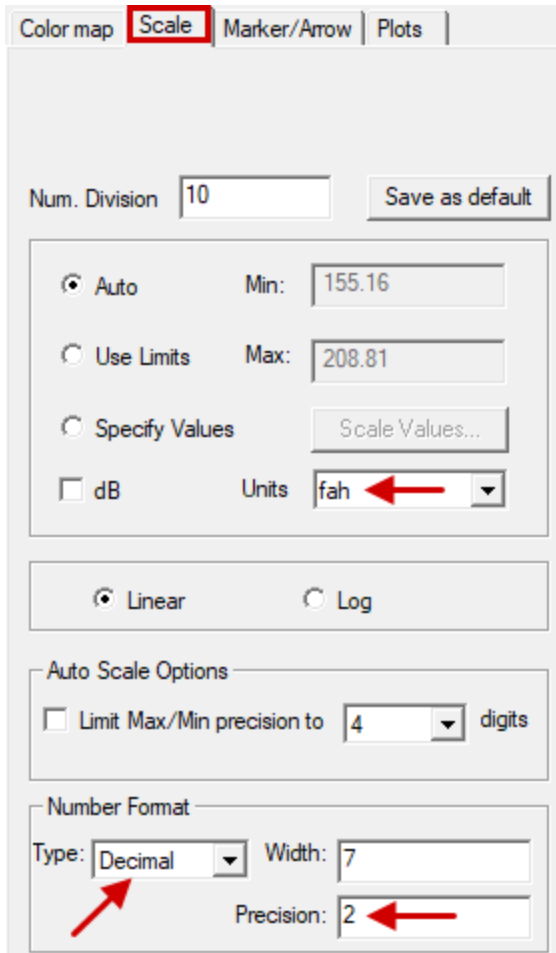 Color map Scale Marker/Arrow Plots
Num. Division 10 Save as default
Auto Min: 155.16
Use Limits Max: 208.81
Specify Values Scale Values...
dB Units fah
Linear Log
Auto Scale Options
Limit Max/Min precision to 4 digits
Number Format
Type: Decimal Width: 7
Precision: 2